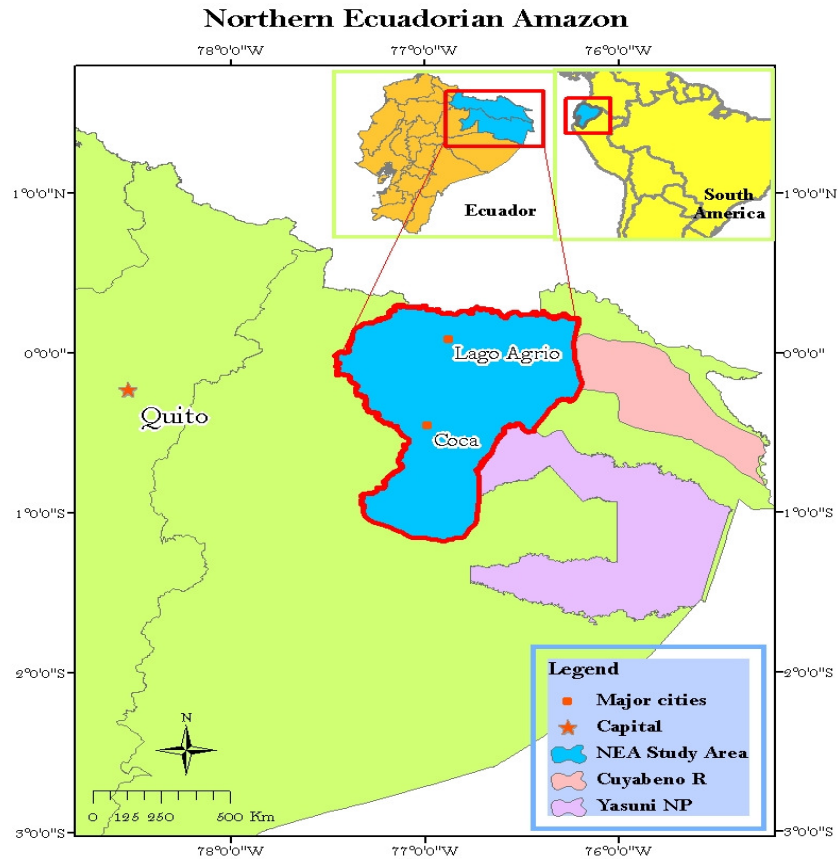 Northern Ecuadorian Amazon
78°0'0"W 77°0'0"W 76°0'0"W
1°0'0"N 1°0'0"N
Ecuador
South
America
0°0'0" 0°0'0"
Lago Agrio
Quito
Coca
1°0'0"S 1°0'0"S
2°0'0"S 2°0'0"S
Legend
Major cities
Capital
NEA Study Area
Cuyabeno R
Yasuni NP
N
0 125 250 500 Km
3°0'0"S 3°0'0"S
78°0'0"W 77°0'0"W 76°0'0"W